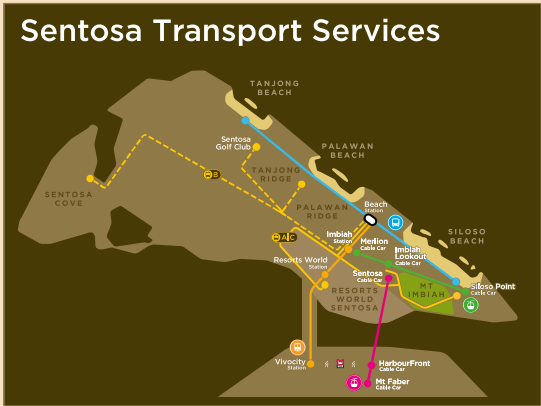 Sentosa Transport Services
TANJONG
BEACH
Sentosa
Golf Club
PALAWAN
BEACH
B
TANJONG
RIDGE
SENTOSA
COVE
PALAWAN
RIDGE
Beach
Station
SILOSO
BEACH
A|C
Imbiah
Station
Merlion
Cable Car
Imbiah
Lookout
Cable Car
Resorts World
Station
Sentosa
Cable Car
MT
IMBIAH
Siloso Point
Cable Car
RESORTS
WORLD
SENTOSA
Vivocity
Station
HarbourFront
Cable Car
Mt Faber
Cable Car